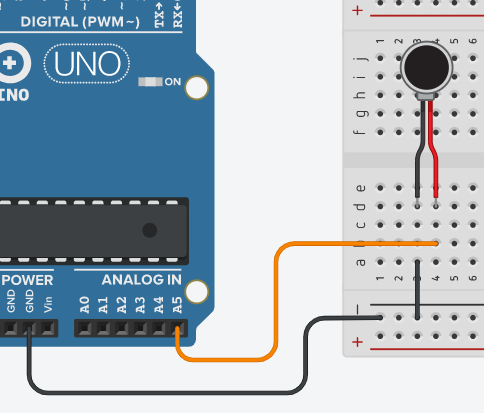 DIGITAL (PWM~)
TX→
RX←
UNO
ON
INO
POWER
ANALOG IN
GND
GND
Vin
A0
A1
A2
A3
A4
A5
+
1 2 3 4 5 6
j
i
h
g
f
e
d
c
b
a
1 2 3 4 5 6
−
+